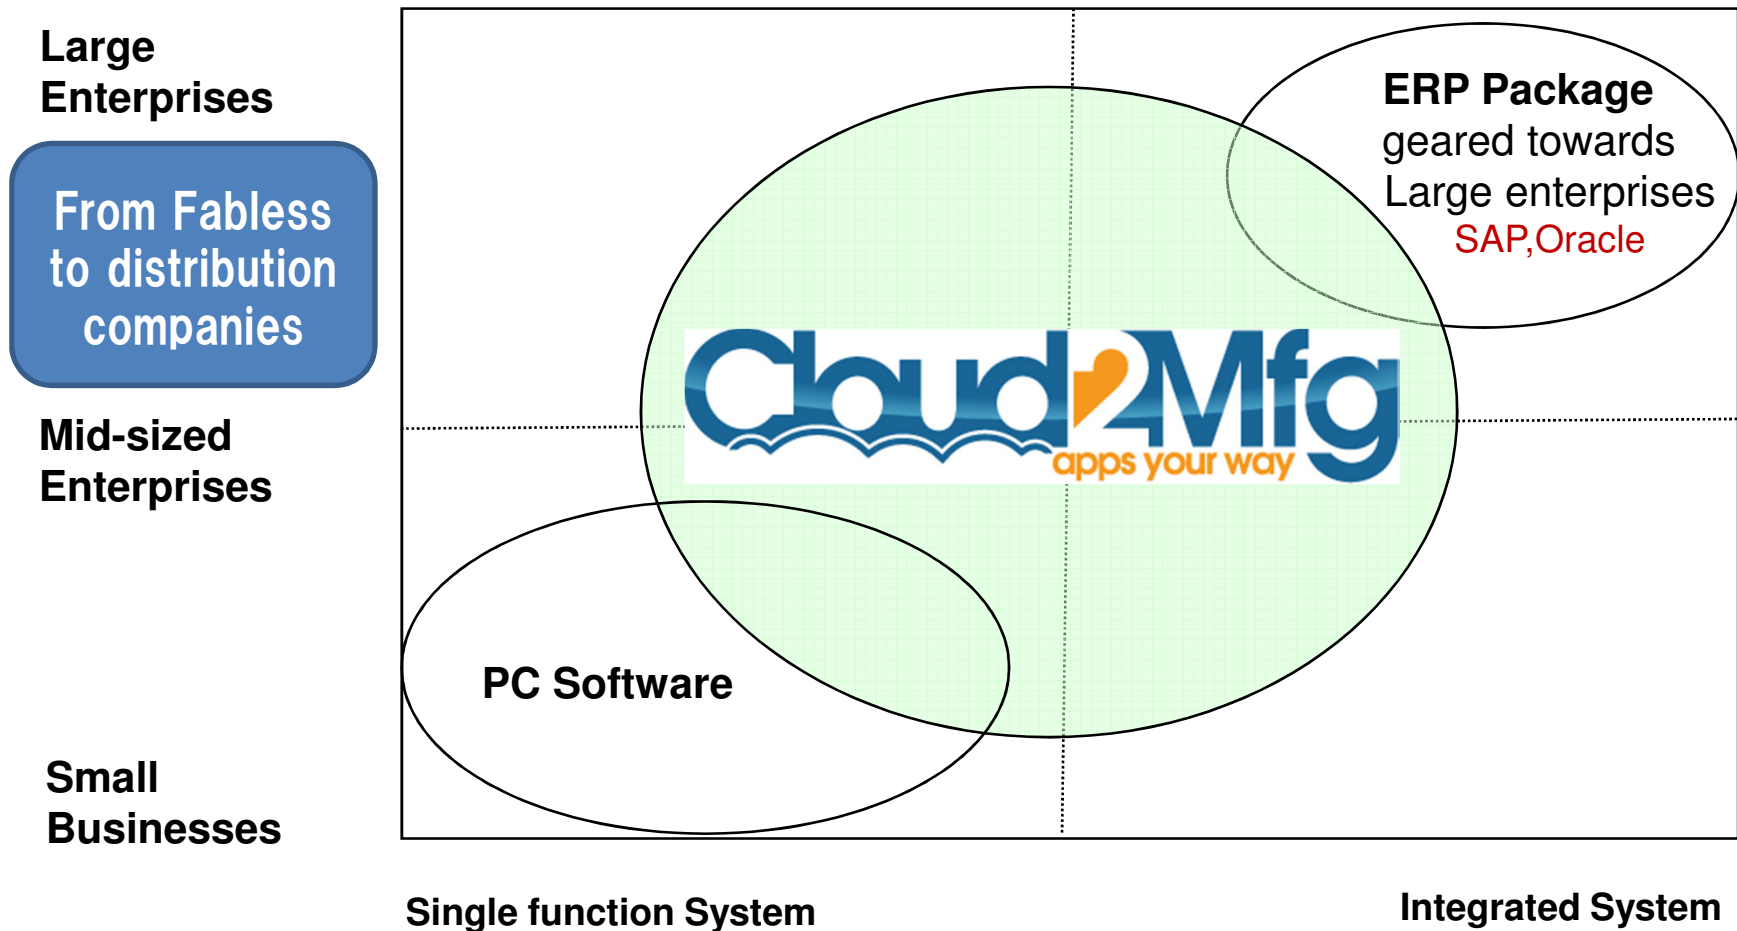 Large
Enterprises
From Fabless
to distribution
companies
Mid-sized
Enterprises
Small
Businesses
ERP Package
geared towards
Large enterprises
SAP,Oracle
Cloud2Mfg
apps your way
PC Software
Single function System
Integrated System